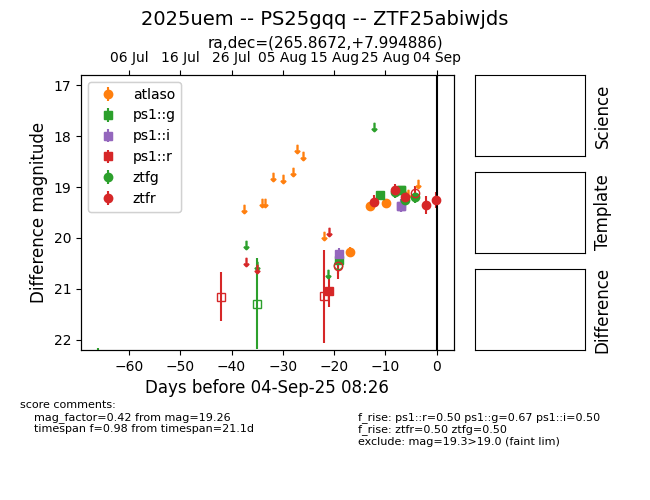 2025uem -- PS25gqq -- ZTF25abiwjds
ra,dec=(265.8672,+7.994886)
06 Jul 16 Jul 26 Jul 05 Aug 15 Aug 25 Aug 04 Sep
17
18
19
20
21
22
Difference magnitude
atlaso
ps1::g
ps1::i
ps1::r
ztfg
ztfr
−60 −50 −40 −30 −20 −10 0
Days before 04-Sep-25 08:26
Science
Template
Difference
score comments:
mag_factor=0.42 from mag=19.26
timespan f=0.98 from timespan=21.1d
f_rise: ps1::r=0.50 ps1::g=0.67 ps1::i=0.50
f_rise: ztfr=0.50 ztfg=0.50
exclude: mag=19.3>19.0 (faint lim)